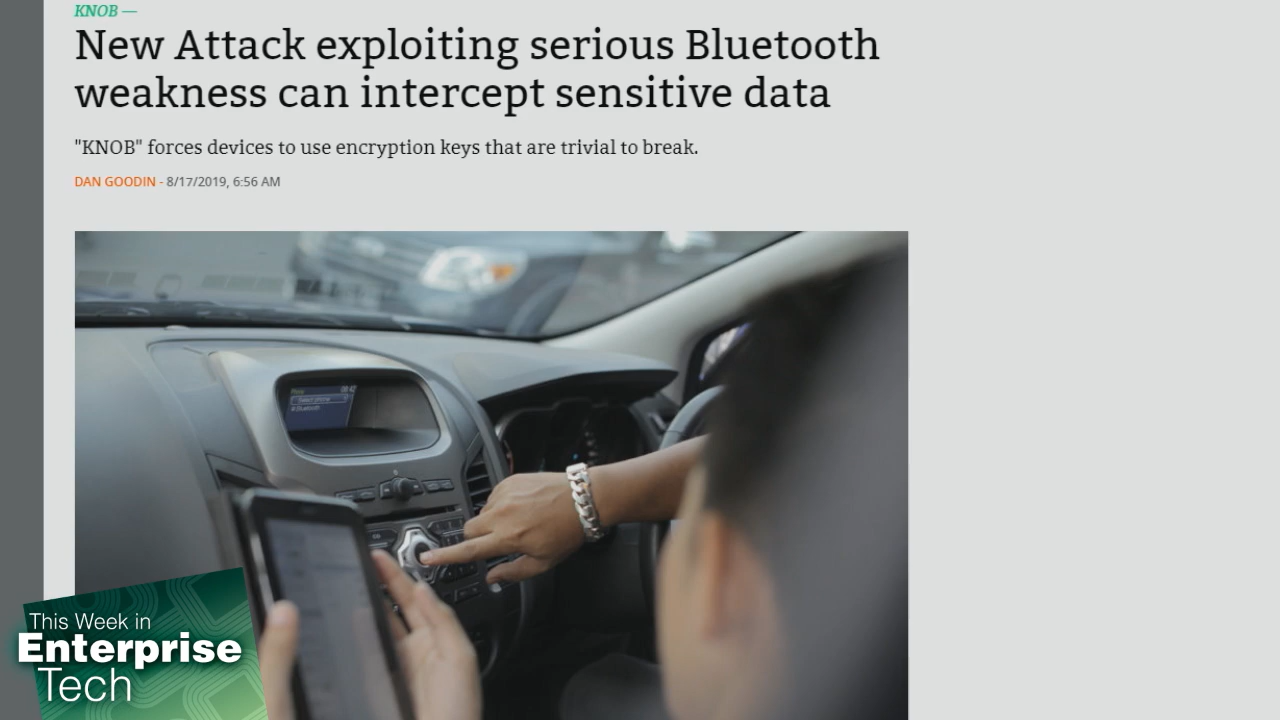 KNOB —
New Attack exploiting serious Bluetooth
weakness can intercept sensitive data
"KNOB" forces devices to use encryption keys that are trivial to break.
DAN GOODIN - 8/17/2019, 6:56 AM
Bluetooth
This Week in
Enterprise
Tech